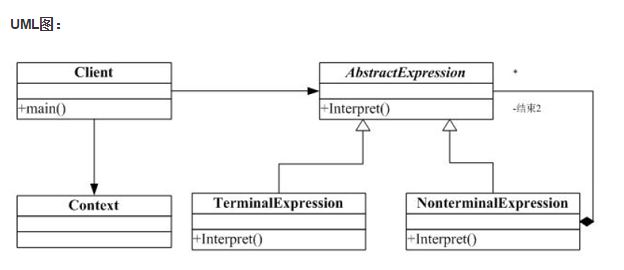 UML图：
Client
AbstractExpression
*
+main()
+Interpret()
-结束2
Context
TerminalExpression
NonterminalExpression
+Interpret()
+Interpret()